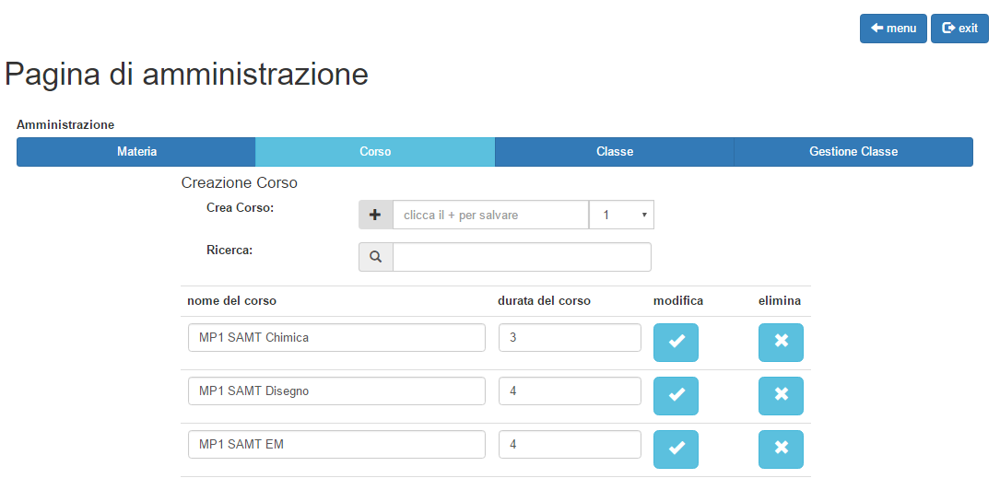 menu exit
Pagina di amministrazione
Amministrazione
Materia Corso Classe Gestione Classe
Creazione Corso
Crea Corso: clicca il + per salvare 1
Ricerca:
nome del corso durata del corso modifica elimina
MP1 SAMT Chimica 3
MP1 SAMT Disegno 4
MP1 SAMT EM 4